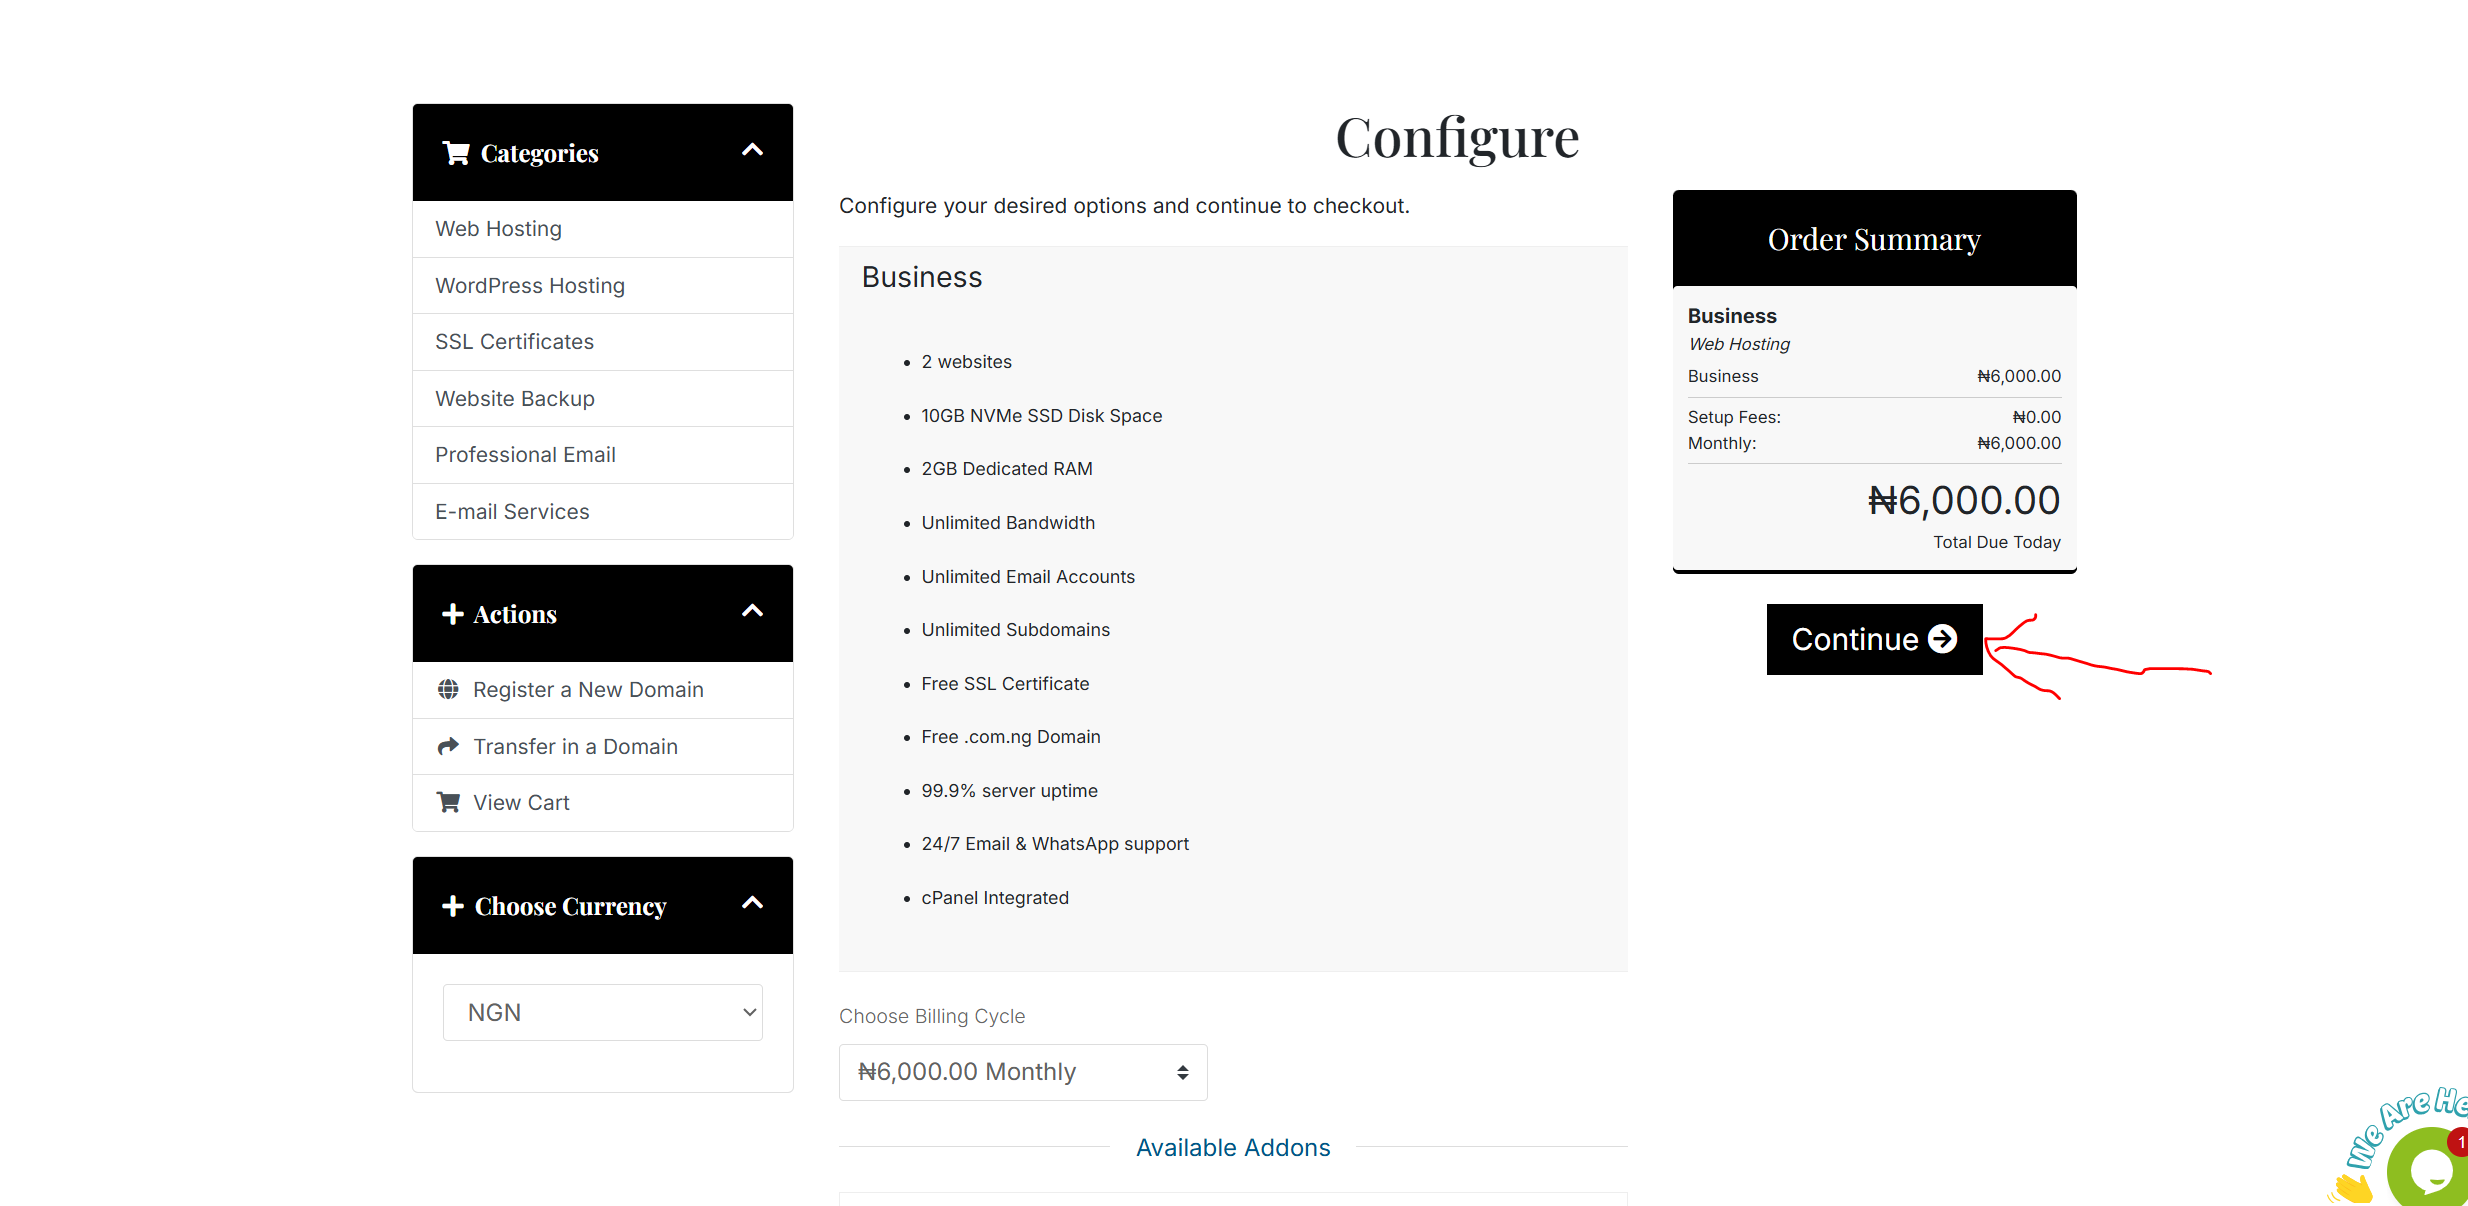 Categories
Web Hosting
WordPress Hosting
SSL Certificates
Website Backup
Professional Email
E-mail Services
Actions
Register a New Domain
Transfer in a Domain
View Cart
Choose Currency
NGN
Configure
Configure your desired options and continue to checkout.
Business
2 websites
10GB NVMe SSD Disk Space
2GB Dedicated RAM
Unlimited Bandwidth
Unlimited Email Accounts
Unlimited Subdomains
Free SSL Certificate
Free .com.ng Domain
99.9% server uptime
24/7 Email & WhatsApp support
cPanel Integrated
Choose Billing Cycle
₦6,000.00 Monthly
Available Addons
Order Summary
Business
Web Hosting
Business ₦6,000.00
Setup Fees: ₦0.00
Monthly: ₦6,000.00
₦6,000.00
Total Due Today
Continue
We Are He
1